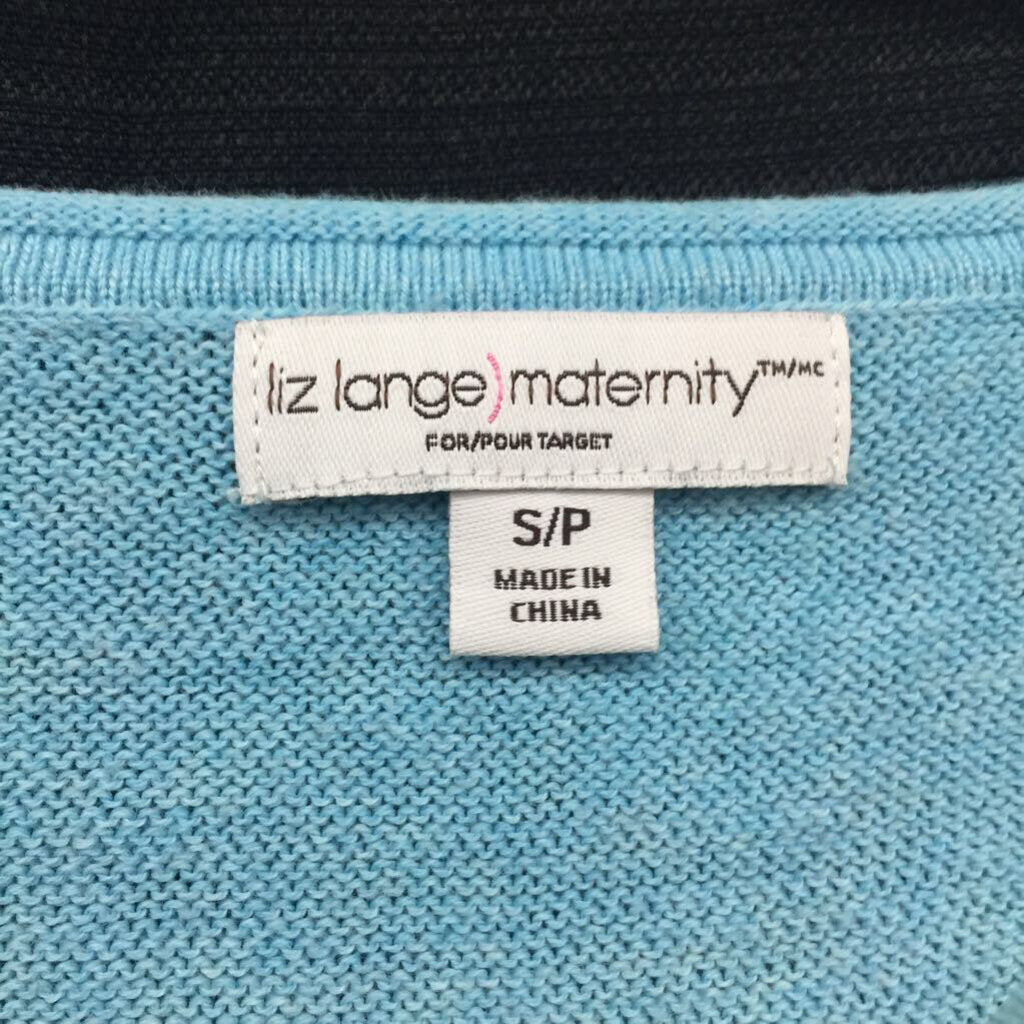 liz lange) maternity™/MC
FOR/POUR TARGET
S/P
MADE IN
CHINA